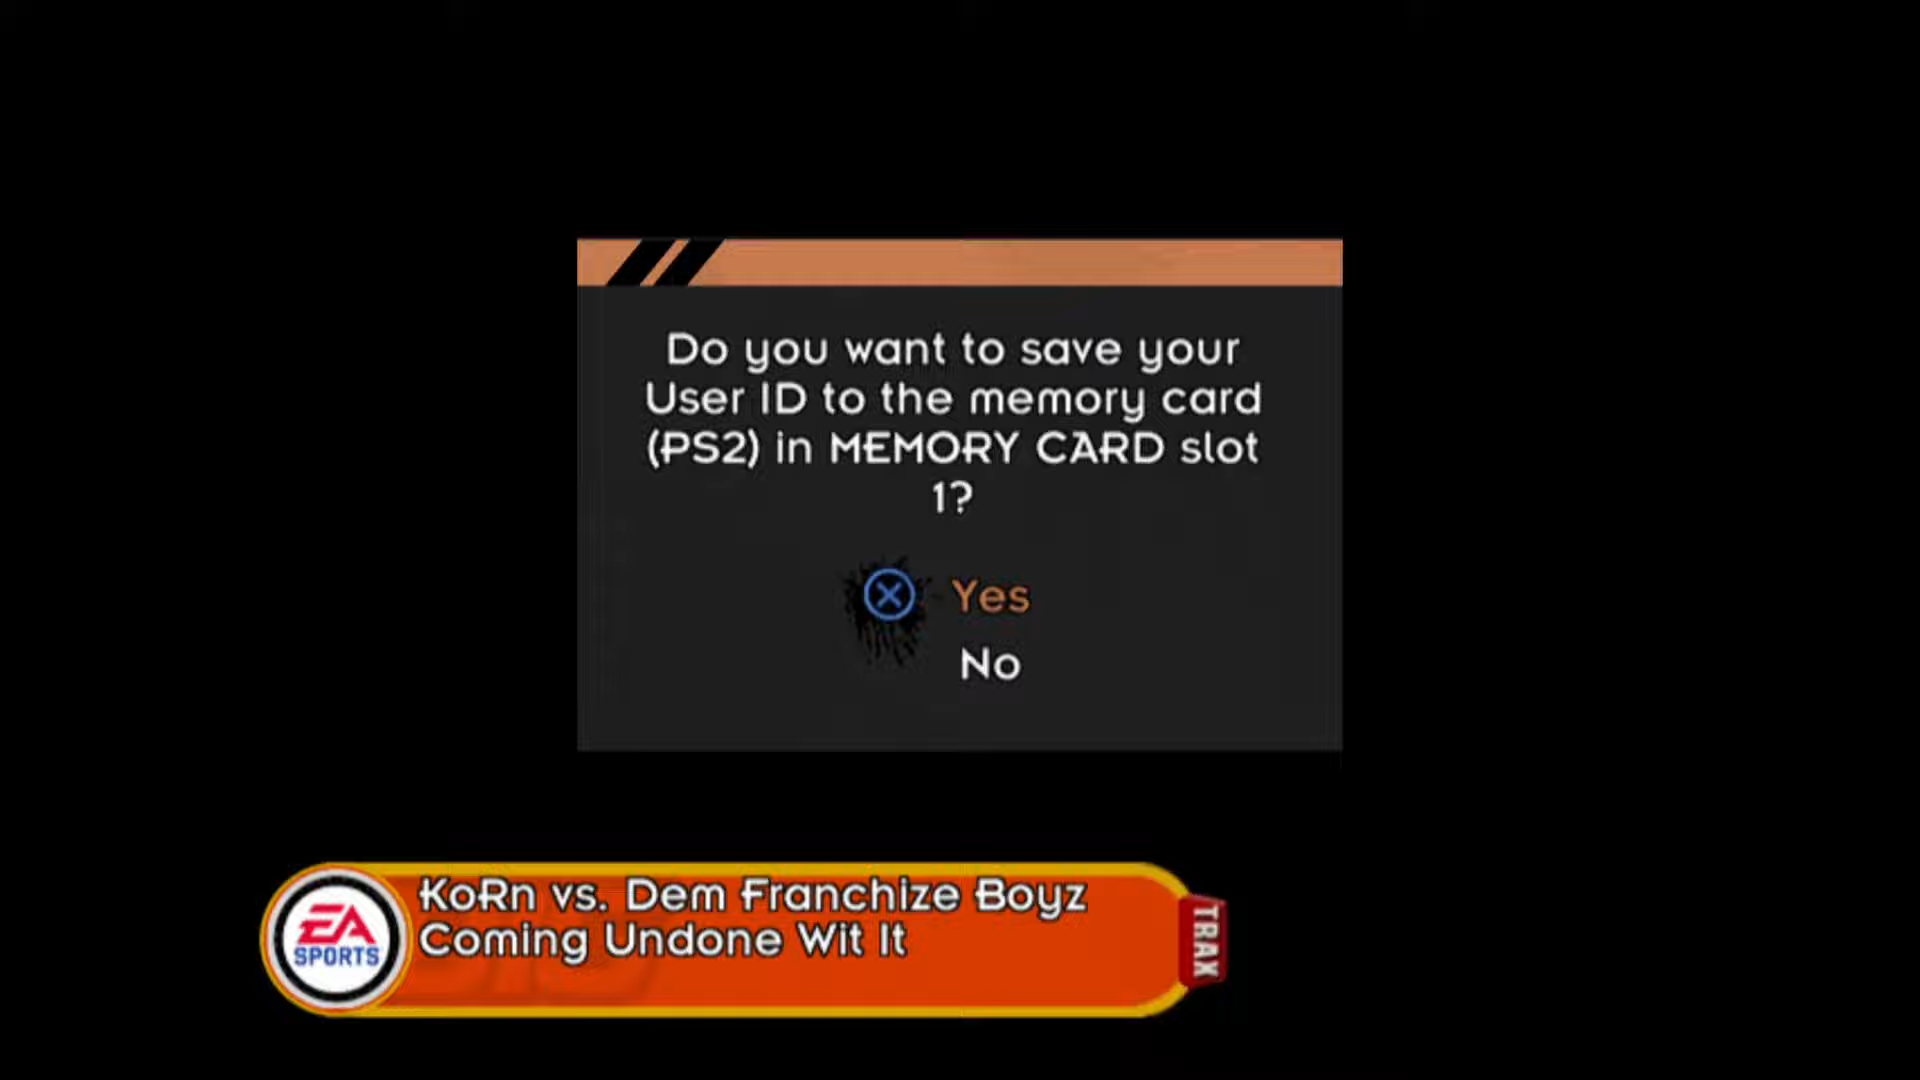 Do you want to save your
User ID to the memory card
(PS2) in MEMORY CARD slot
1?
Yes
No
KoRn vs. Dem Franchize Boyz
Coming Undone Wit It
EA
SPORTS
TRAX